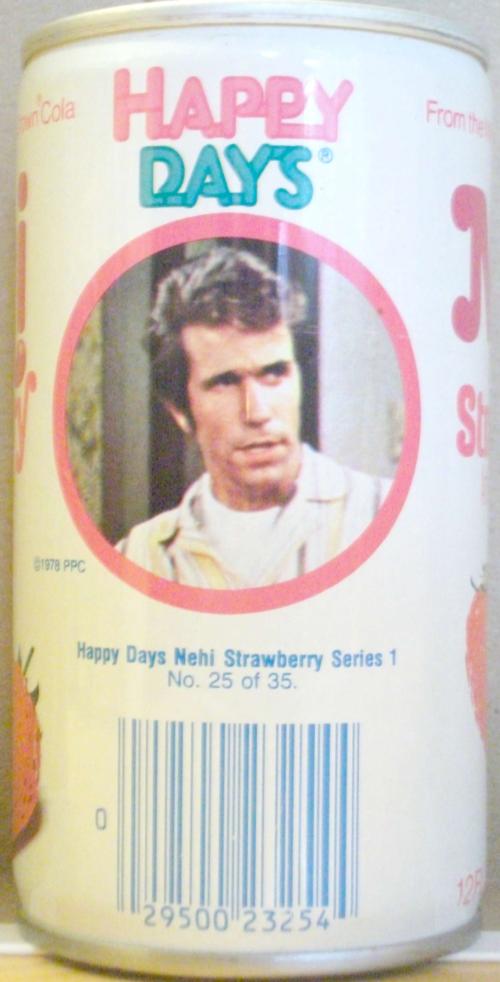 HAPPY
DAYS®
Cola
From the
©1978 PPC
Happy Days Nehi Strawberry Series 1
No. 25 of 35.
0
29500 23254